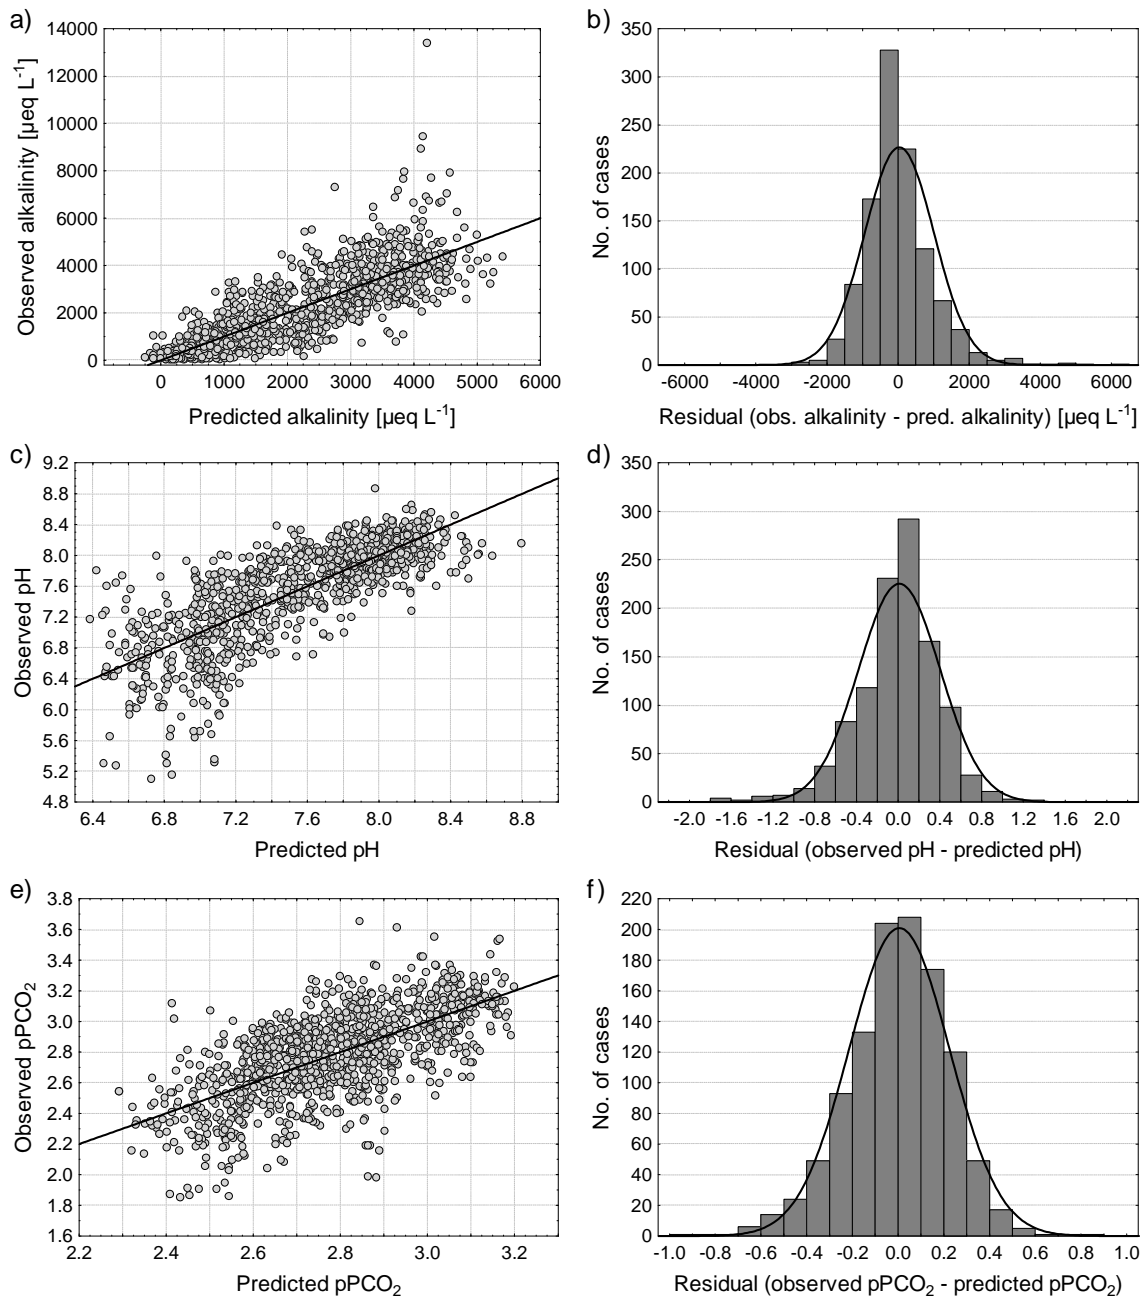 a)
14000
12000
10000
8000
6000
4000
2000
0
Observed alkalinity [µeq L⁻¹]
0 1000 2000 3000 4000 5000 6000
Predicted alkalinity [µeq L⁻¹]
b)
350
300
250
200
150
100
50
0
No. of cases
-6000 -4000 -2000 0 2000 4000 6000
Residual (obs. alkalinity - pred. alkalinity) [µeq L⁻¹]
c)
9.2
8.8
8.4
8.0
7.6
7.2
6.8
6.4
6.0
5.6
5.2
4.8
Observed pH
6.4 6.8 7.2 7.6 8.0 8.4 8.8
Predicted pH
d)
350
300
250
200
150
100
50
0
No. of cases
-2.0 -1.6 -1.2 -0.8 -0.4 0.0 0.4 0.8 1.2 1.6 2.0
Residual (observed pH - predicted pH)
e)
3.8
3.6
3.4
3.2
3.0
2.8
2.6
2.4
2.2
2.0
1.8
1.6
Observed pPCO₂
2.2 2.4 2.6 2.8 3.0 3.2
Predicted pPCO₂
f)
220
200
180
160
140
120
100
80
60
40
20
0
No. of cases
-1.0 -0.8 -0.6 -0.4 -0.2 0.0 0.2 0.4 0.6 0.8 1.0
Residual (observed pPCO₂ - predicted pPCO₂)